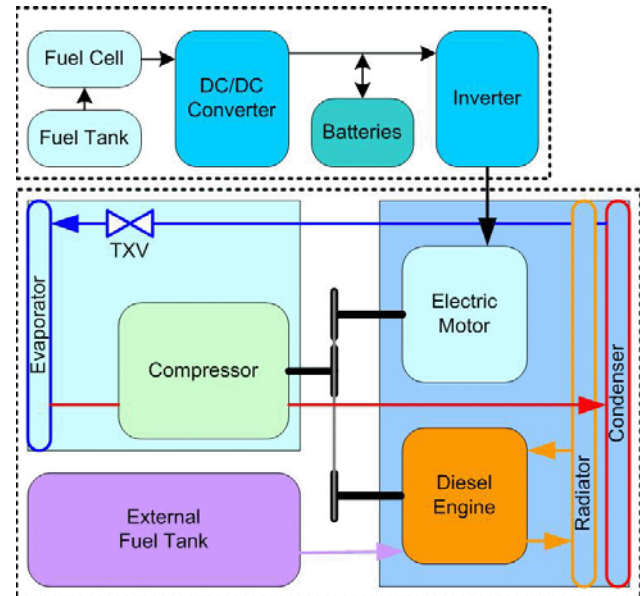 Fuel Cell
Fuel Tank
DC/DC
Converter
Batteries
Inverter
TXV
Evaporator
Compressor
Electric
Motor
Diesel
Engine
Radiator
Condenser
External
Fuel Tank